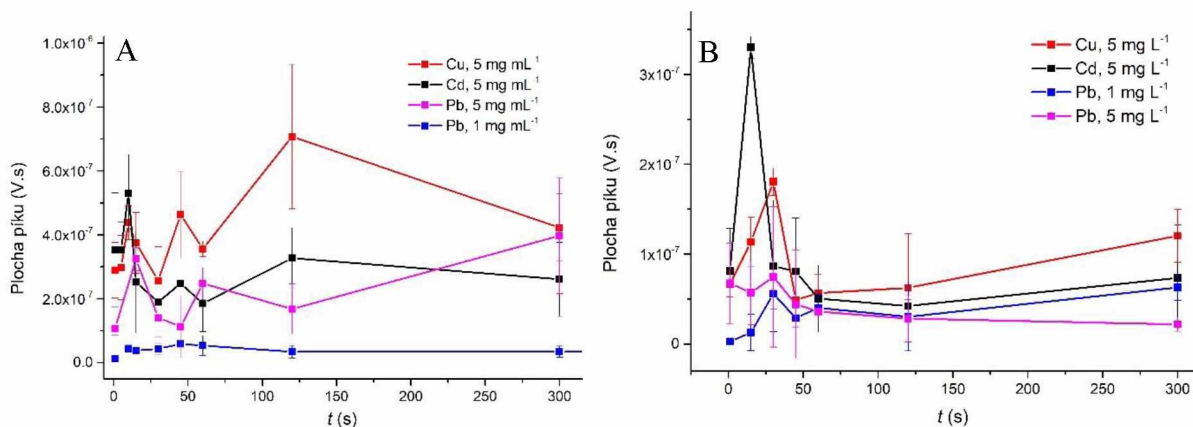 A
1.0x10⁻⁶
8.0x10⁻⁷
6.0x10⁻⁷
4.0x10⁻⁷
2.0x10⁻⁷
0.0
Plocha píku (V.s)
Cu, 5 mg mL⁻¹
Cd, 5 mg mL⁻¹
Pb, 5 mg mL⁻¹
Pb, 1 mg mL⁻¹
0 50 100 150 200 250 300
t (s)
B
3x10⁻⁷
2x10⁻⁷
1x10⁻⁷
0
Plocha píku (V.s)
Cu, 5 mg L⁻¹
Cd, 5 mg L⁻¹
Pb, 1 mg L⁻¹
Pb, 5 mg L⁻¹
0 50 100 150 200 250 300
t (s)